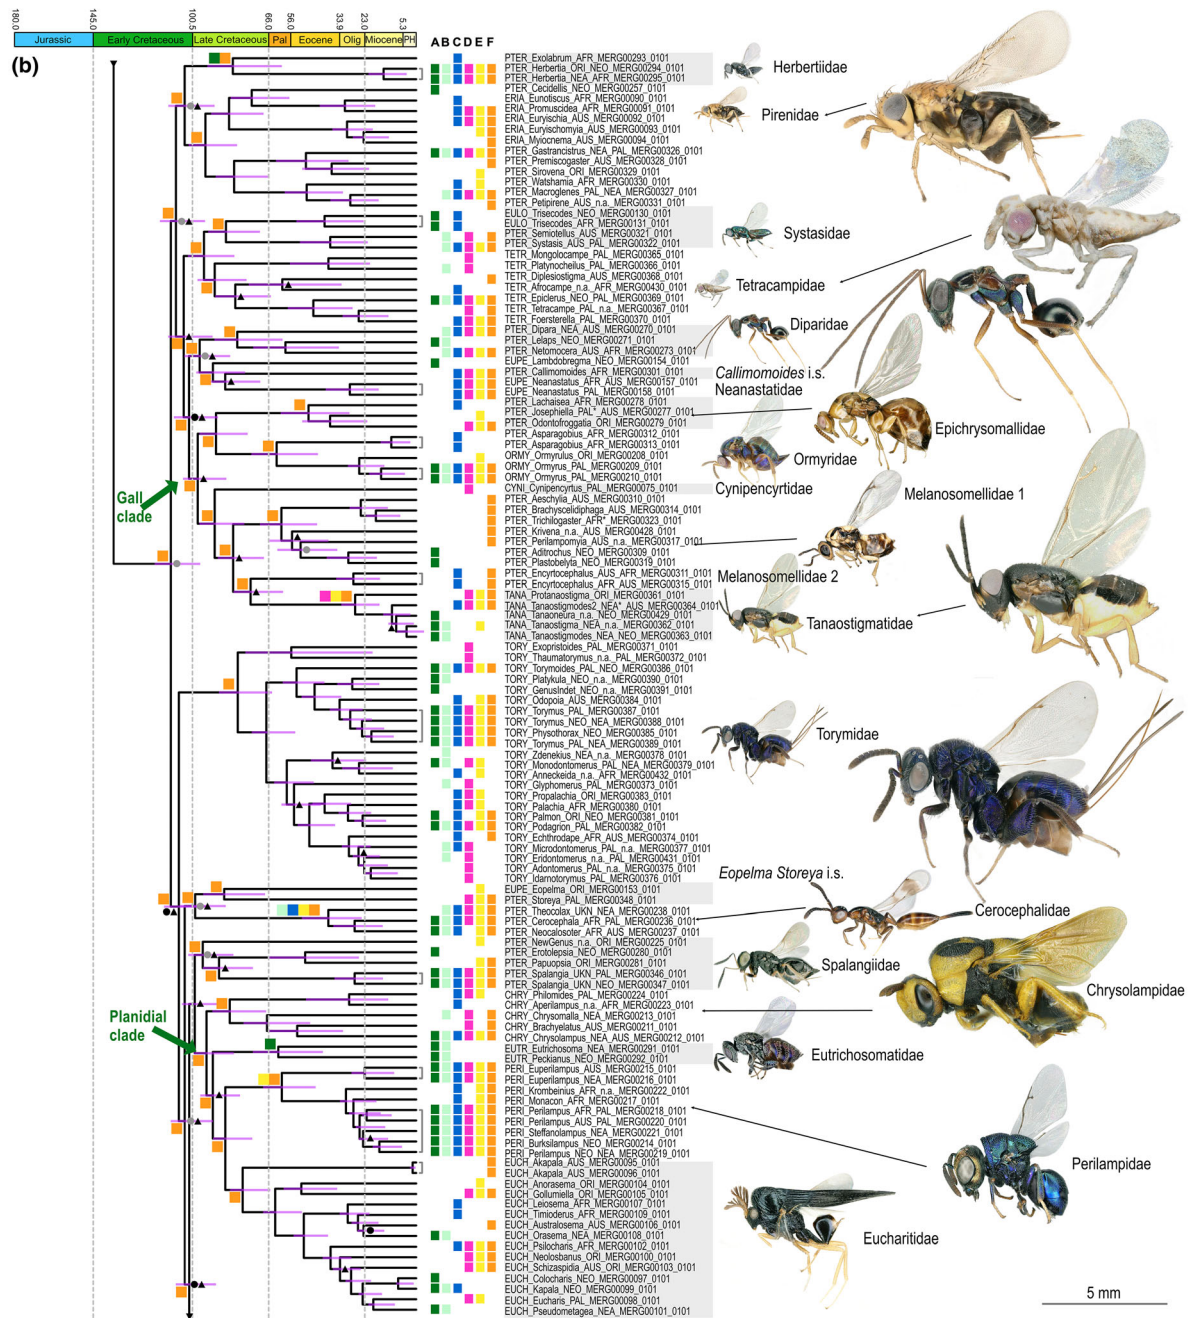 180.0
145.0
100.5
66.0
56.0
33.9
23.0
5.3
Jurassic
Early Cretaceous
Late Cretaceous
Pal
Eocene
Olig
Miocene
PH
(b)
A B C D E F
PTER_Exolabrum_AFR_MERG00293_0101
PTER_Herbertia_ORI_NEO_MERG00294_0101
PTER_Herbertia_NEA_AFR_MERG00295_0101
PTER_Cecidellis_NEO_MERG00257_0101
ERIA_Eunotiscus_AFR_MERG00090_0101
ERIA_Promuscidea_AFR_MERG00091_0101
ERIA_Euryischia_AUS_MERG00092_0101
ERIA_Euryischomyia_AUS_MERG00093_0101
ERIA_Myiocnema_AUS_MERG00094_0101
PTER_Gastrancistrus_NEA_PAL_MERG00326_0101
PTER_Premiscogaster_AUS_MERG00328_0101
PTER_Sirovena_ORI_MERG00329_0101
PTER_Watshamia_AFR_MERG00330_0101
PTER_Macroglenes_PAL_NEA_MERG00327_0101
PTER_Petipirene_AUS_n.a._MERG00331_0101
EULO_Trisecodes_NEO_MERG00130_0101
EULO_Trisecodes_AFR_MERG00131_0101
PTER_Semiotellus_AUS_MERG00321_0101
PTER_Systasis_AUS_PAL_MERG00322_0101
TETR_Mongolocampe_PAL_MERG00365_0101
TETR_Platynocheilus_PAL_MERG00366_0101
TETR_Diplesiostigma_AUS_MERG00368_0101
TETR_Afrocampe_n.a._AFR_MERG00430_0101
TETR_Epiclerus_NEO_PAL_MERG00369_0101
TETR_Tetracampe_PAL_n.a._MERG00367_0101
TETR_Foersterella_PAL_MERG00370_0101
PTER_Dipara_NEA_AUS_MERG00270_0101
PTER_Lelaps_NEO_MERG00271_0101
PTER_Netomocera_AUS_AFR_MERG00273_0101
EUPE_Lambdobregma_NEO_MERG00154_0101
PTER_Callimomoides_AFR_MERG00301_0101
EUPE_Neanastatus_AFR_AUS_MERG00157_0101
EUPE_Neanastatus_PAL_MERG00158_0101
PTER_Lachaisea_AFR_MERG00278_0101
PTER_Josephiella_PAL*_AUS_MERG00277_0101
PTER_Odontofroggatia_ORI_MERG00279_0101
PTER_Asparagobius_AFR_MERG00312_0101
PTER_Asparagobius_AFR_MERG00313_0101
ORMY_Ormyrulus_ORI_MERG00208_0101
ORMY_Ormyrus_PAL_MERG00209_0101
ORMY_Ormyrus_PAL_MERG00210_0101
CYNI_Cynipencyrtus_PAL_MERG00075_0101
PTER_Aeschylia_AUS_MERG00310_0101
PTER_Brachyscelidiphaga_AUS_MERG00314_0101
PTER_Trichilogaster_AFR*_MERG00323_0101
PTER_Krivena_n.a._AUS_MERG00428_0101
PTER_Perilampomyia_AUS_n.a._MERG00317_0101
PTER_Aditrochus_NEO_MERG00309_0101
PTER_Plastobelyta_NEO_MERG00319_0101
PTER_Encyrtocephalus_AUS_AFR_MERG00311_0101
PTER_Encyrtocephalus_AUS_AFR_MERG00315_0101
TANA_Protanaostigma_ORI_MERG00361_0101
TANA_Tanaostigmodes2_NEA*_AUS_MERG00364_0101
TANA_Tanaoneura_n.a._NEO_MERG00429_0101
TANA_Tanaostigma_NEA_n.a._MERG00362_0101
TANA_Tanaostigmodes_NEA_NEO_MERG00363_0101
TORY_Exopristoides_PAL_MERG00371_0101
TORY_Thaumatorymus_n.a._PAL_MERG00372_0101
TORY_Torymoides_PAL_NEO_MERG00386_0101
TORY_Platykula_NEO_n.a._MERG00390_0101
TORY_GenusIndet_NEO_n.a._MERG00391_0101
TORY_Odopoia_AUS_MERG00384_0101
TORY_Torymus_PAL_MERG00387_0101
TORY_Torymus_NEO_NEA_MERG00388_0101
TORY_Physothorax_NEO_MERG00385_0101
TORY_Torymus_PAL_NEA_MERG00389_0101
TORY_Zdenekius_NEA_n.a._MERG00378_0101
TORY_Monodontomerus_PAL_NEA_MERG00379_0101
TORY_Anneckeida_n.a._AFR_MERG00432_0101
TORY_Glyphomerus_PAL_MERG00373_0101
TORY_Propalachia_ORI_MERG00383_0101
TORY_Palachia_AFR_MERG00380_0101
TORY_Palmon_ORI_NEO_MERG00381_0101
TORY_Podagrion_PAL_MERG00382_0101
TORY_Echthrodape_AFR_AUS_MERG00374_0101
TORY_Microdontomerus_PAL_n.a._MERG00377_0101
TORY_Eridontomerus_n.a._PAL_MERG00431_0101
TORY_Adontomerus_PAL_n.a._MERG00375_0101
TORY_Idarnotorymus_PAL_MERG00376_0101
EUPE_Eopelma_ORI_MERG00153_0101
PTER_Storeya_PAL_MERG00348_0101
PTER_Theocolax_UKN_NEA_MERG00238_0101
PTER_Cerocephala_AFR_PAL_MERG00236_0101
PTER_Neocalosoter_AFR_AUS_MERG00237_0101
PTER_NewGenus_n.a._ORI_MERG00225_0101
PTER_Erotolepsia_NEO_MERG00280_0101
PTER_Papuopsia_ORI_MERG00281_0101
PTER_Spalangia_UKN_PAL_MERG00346_0101
PTER_Spalangia_UKN_NEO_MERG00347_0101
CHRY_Philomides_PAL_MERG00224_0101
CHRY_Aperilampus_n.a._AFR_MERG00223_0101
CHRY_Chrysomalla_NEA_MERG00213_0101
CHRY_Brachyelatus_AUS_MERG00211_0101
CHRY_Chrysolampus_NEA_AUS_MERG00212_0101
EUTR_Eutrichosoma_NEA_MERG00291_0101
EUTR_Peckianus_NEO_MERG00292_0101
PERI_Euperilampus_AUS_MERG00215_0101
PERI_Euperilampus_NEA_MERG00216_0101
PERI_Krombeinius_AFR_n.a._MERG00222_0101
PERI_Monacon_AFR_MERG00217_0101
PERI_Perilampus_AFR_PAL_MERG00218_0101
PERI_Perilampus_AUS_PAL_MERG00220_0101
PERI_Steffanolampus_NEA_MERG00221_0101
PERI_Burksilampus_NEO_MERG00214_0101
PERI_Perilampus_NEO_NEA_MERG00219_0101
EUCH_Akapala_AUS_MERG00095_0101
EUCH_Akapala_AUS_MERG00096_0101
EUCH_Anorasema_ORI_MERG00104_0101
EUCH_Gollumiella_ORI_MERG00105_0101
EUCH_Leiosema_AFR_MERG00107_0101
EUCH_Timioderus_AFR_MERG00109_0101
EUCH_Australosema_AUS_MERG00106_0101
EUCH_Orasema_NEA_MERG00108_0101
EUCH_Psilocharis_AFR_MERG00102_0101
EUCH_Neolosbanus_ORI_MERG00100_0101
EUCH_Schizaspidia_AUS_ORI_MERG00103_0101
EUCH_Colocharis_NEO_MERG00097_0101
EUCH_Kapala_NEO_MERG00099_0101
EUCH_Eucharis_PAL_MERG00098_0101
EUCH_Pseudometagea_NEA_MERG00101_0101
Gall
clade
Planidial
clade
Herbertiidae
Pirenidae
Systasidae
Tetracampidae
Diparidae
Callimomoides i.s.
Neanastatidae
Epichrysomallidae
Ormyridae
Cynipencyrtidae
Melanosomellidae 1
Melanosomellidae 2
Tanaostigmatidae
Torymidae
Eopelma Storeya i.s.
Cerocephalidae
Spalangiidae
Chrysolampidae
Eutrichosomatidae
Perilampidae
Eucharitidae
5 mm